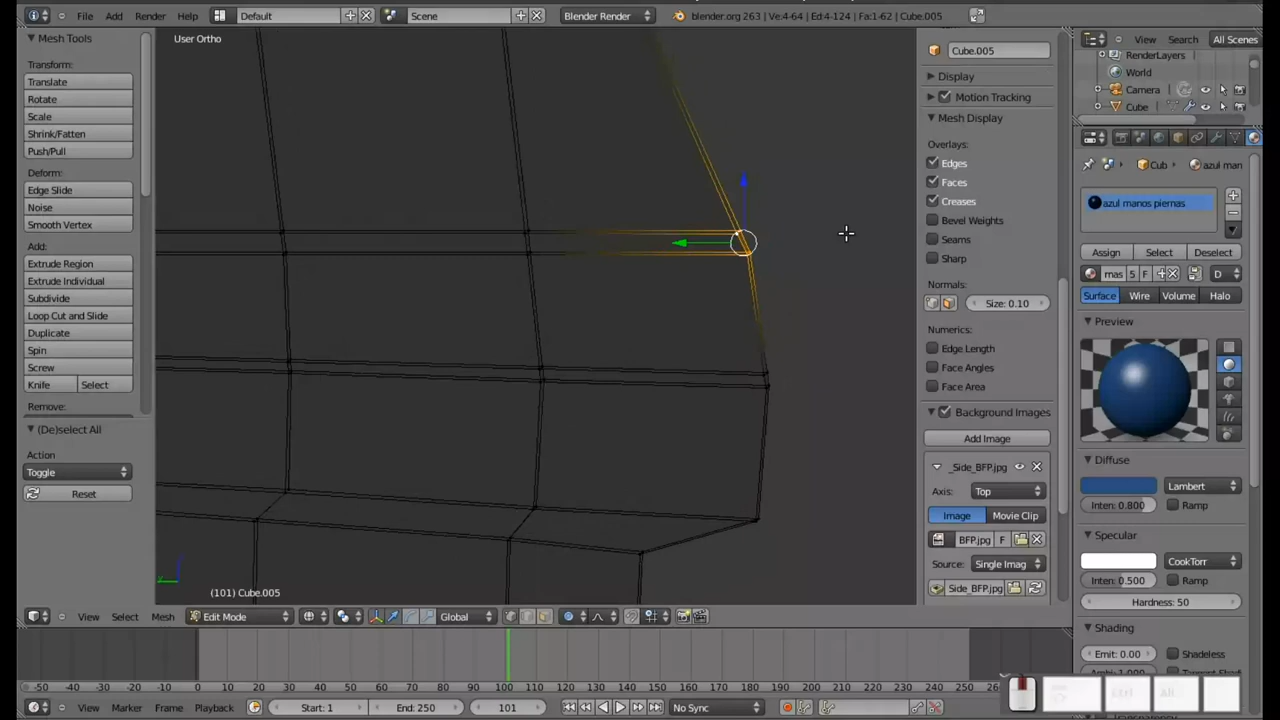 File Add Render Help Default Scene Blender Render blender.org 263 | Ve:4-64 | Ed:4-124 | Fa:1-62 | Cube.005
Mesh Tools
Transform:
Translate
Rotate
Scale
Shrink/Fatten
Push/Pull
Deform:
Edge Slide
Noise
Smooth Vertex
Add:
Extrude Region
Extrude Individual
Subdivide
Loop Cut and Slide
Duplicate
Spin
Screw
Knife Select
Remove:
(De)select All
Action
Toggle
Reset
User Ortho
(101) Cube.005
View Select Mesh Edit Mode Global
Cube.005
Display
Motion Tracking
Mesh Display
Overlays:
Edges
Faces
Creases
Bevel Weights
Seams
Sharp
Normals:
Size: 0.10
Numerics:
Edge Length
Face Angles
Face Area
Background Images
Add Image
_Side_BFP.jpg
Axis: Top
Image Movie Clip
BFP.jpg F
Source: Single Imag
_Side_BFP.jpg
View Search All Scenes
RenderLayers
World
Camera
Cube
Cub azul man
azul manos piernas
Assign Select Deselect
mas 5 F D
Surface Wire Volume Halo
Preview
Diffuse
Lambert
Inten: 0.800 Ramp
Specular
CookTorr
Inten: 0.500 Ramp
Hardness: 50
Shading
Emit: 0.00 Shadeless
-50 -40 -30 -20 -10 0 10 20 30 40 50 60 70 80 90 100 110 120 130 140 150 160 170 180 190 200 210 220 230 240 250
View Marker Frame Playback Start: 1 End: 250 101 No Sync
Ctrl Alt